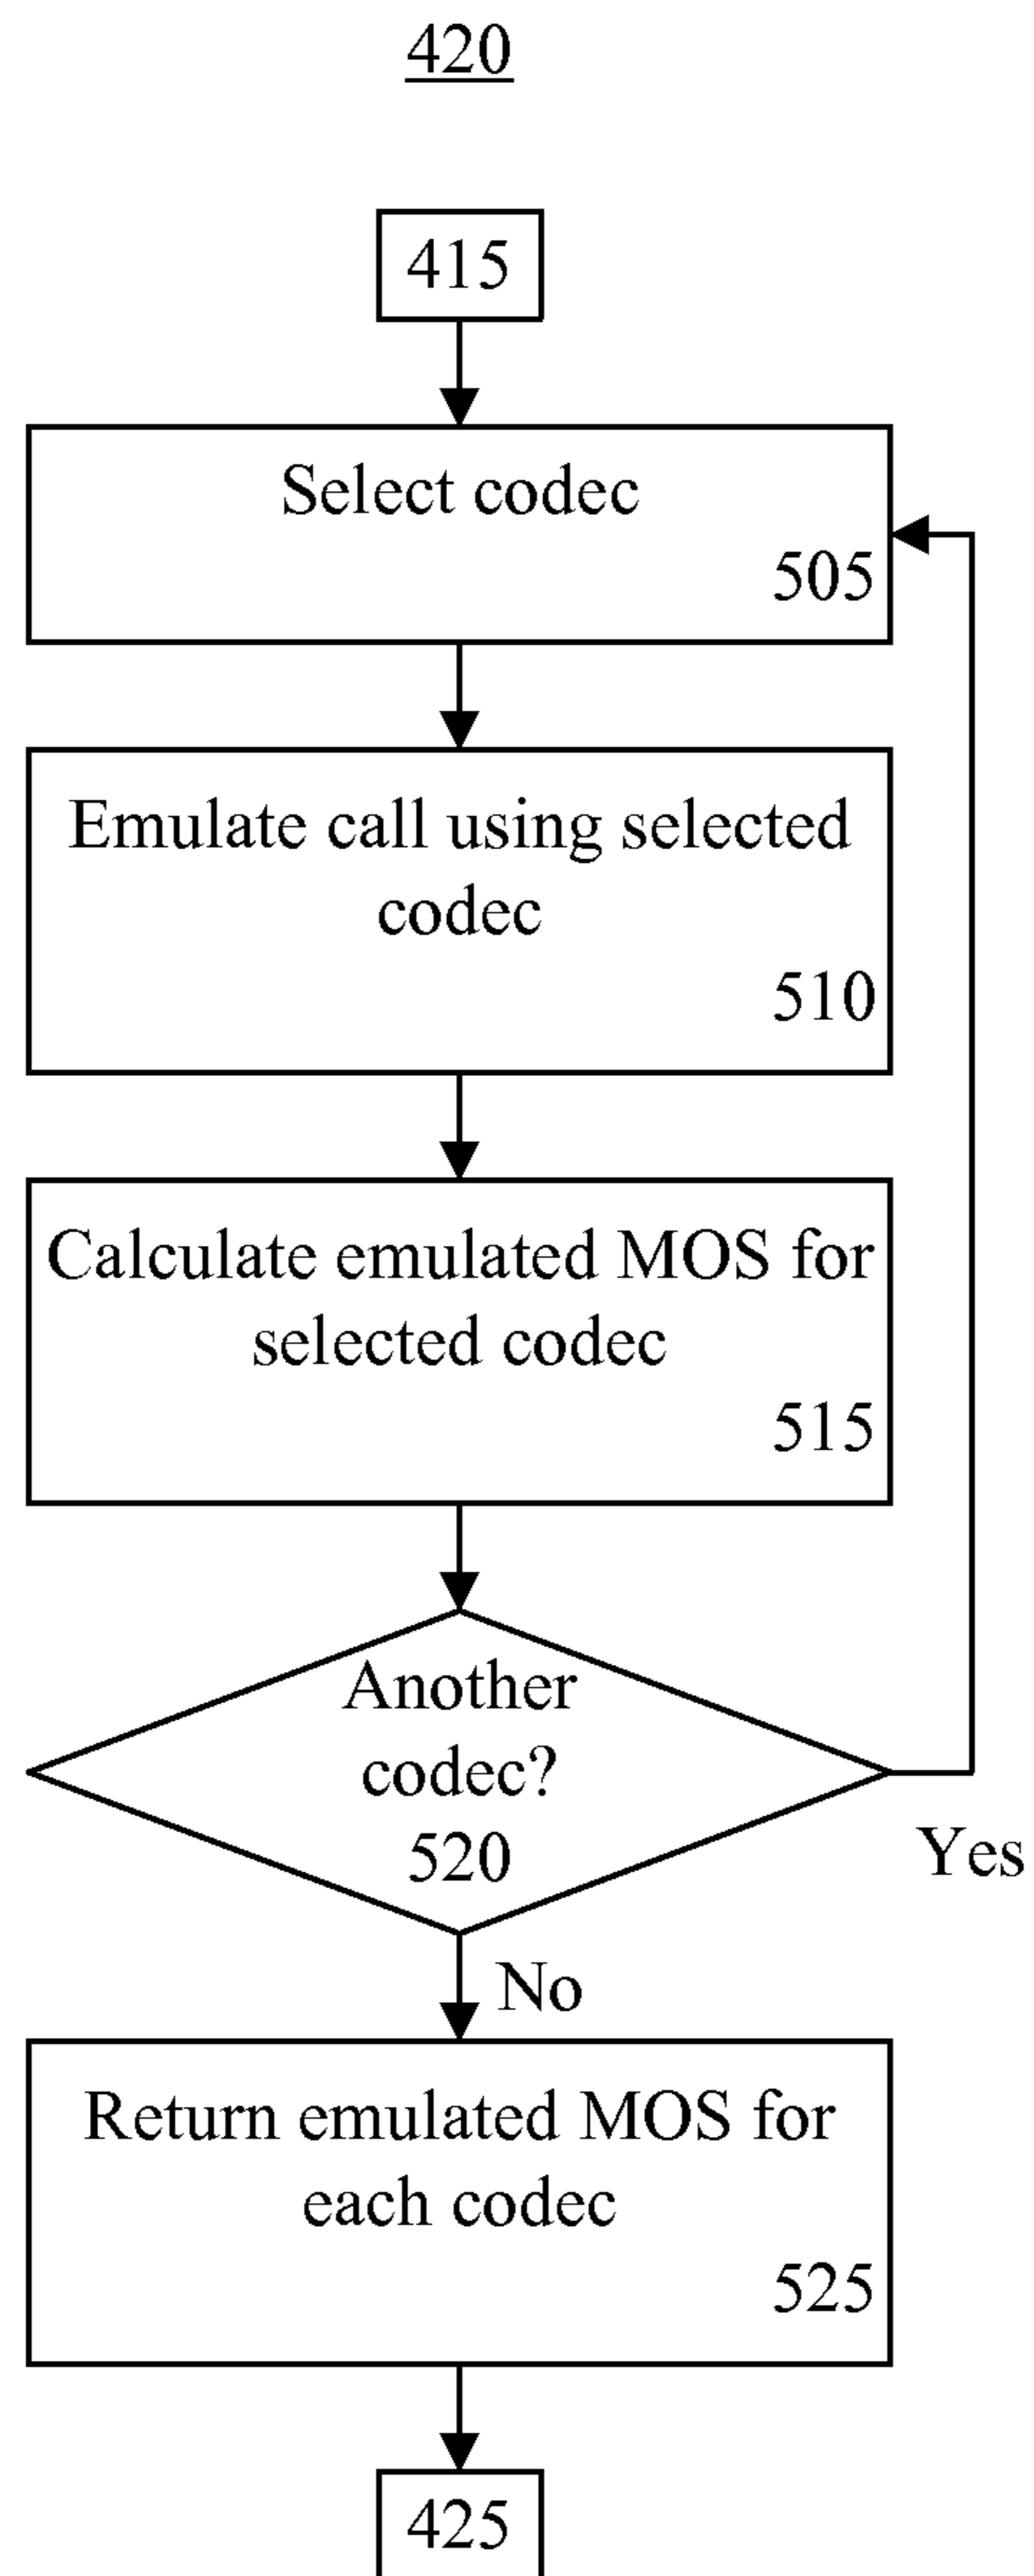 420
415
Select codec
505
Emulate call using selected
codec
510
Calculate emulated MOS for
selected codec
515
Another
codec?
520
Yes
No
Return emulated MOS for
each codec
525
425